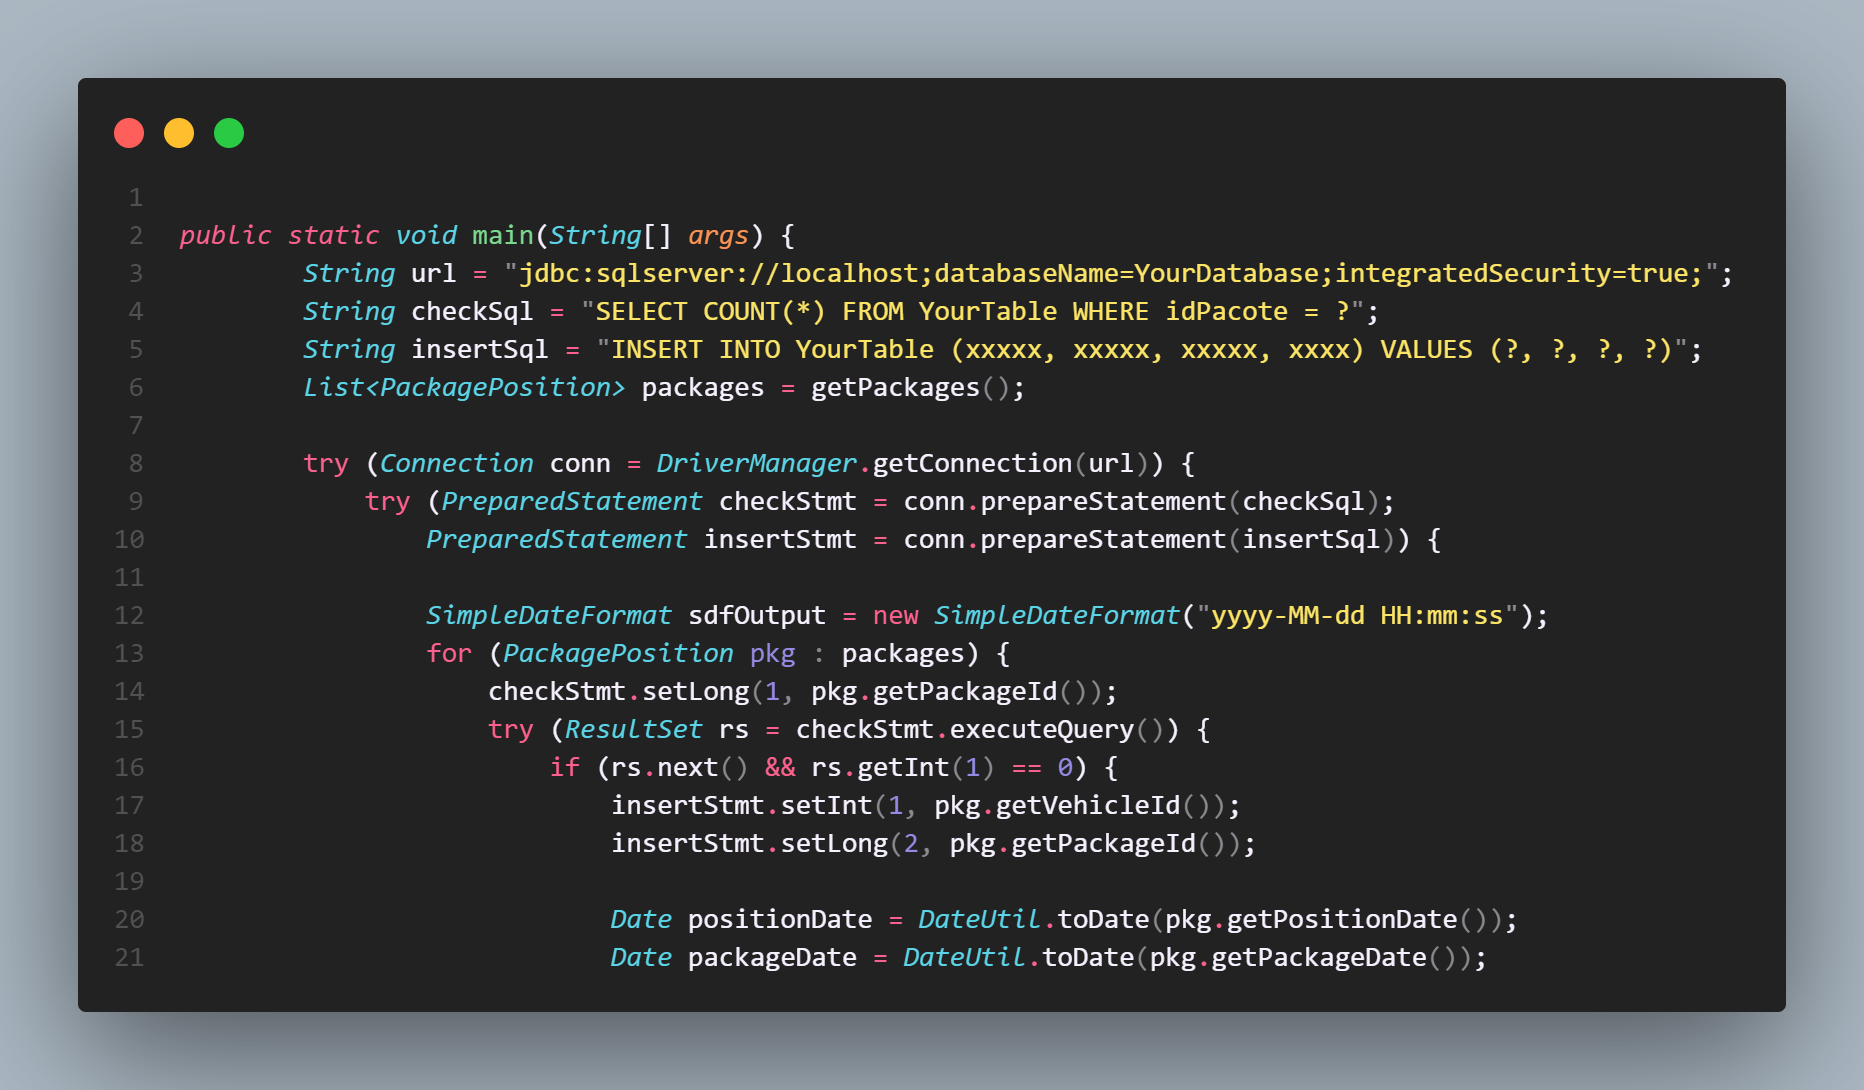 1
2 public static void main(String[] args) {
3 String url = "jdbc:sqlserver://localhost;databaseName=YourDatabase;integratedSecurity=true;";
4 String checkSql = "SELECT COUNT(*) FROM YourTable WHERE idPacote = ?";
5 String insertSql = "INSERT INTO YourTable (xxxxx, xxxxx, xxxxx, xxxx) VALUES (?, ?, ?, ?)";
6 List<PackagePosition> packages = getPackages();
7
8 try (Connection conn = DriverManager.getConnection(url)) {
9 try (PreparedStatement checkStmt = conn.prepareStatement(checkSql);
10 PreparedStatement insertStmt = conn.prepareStatement(insertSql)) {
11
12 SimpleDateFormat sdfOutput = new SimpleDateFormat("yyyy-MM-dd HH:mm:ss");
13 for (PackagePosition pkg : packages) {
14 checkStmt.setLong(1, pkg.getPackageId());
15 try (ResultSet rs = checkStmt.executeQuery()) {
16 if (rs.next() && rs.getInt(1) == 0) {
17 insertStmt.setInt(1, pkg.getVehicleId());
18 insertStmt.setLong(2, pkg.getPackageId());
19
20 Date positionDate = DateUtil.toDate(pkg.getPositionDate());
21 Date packageDate = DateUtil.toDate(pkg.getPackageDate());